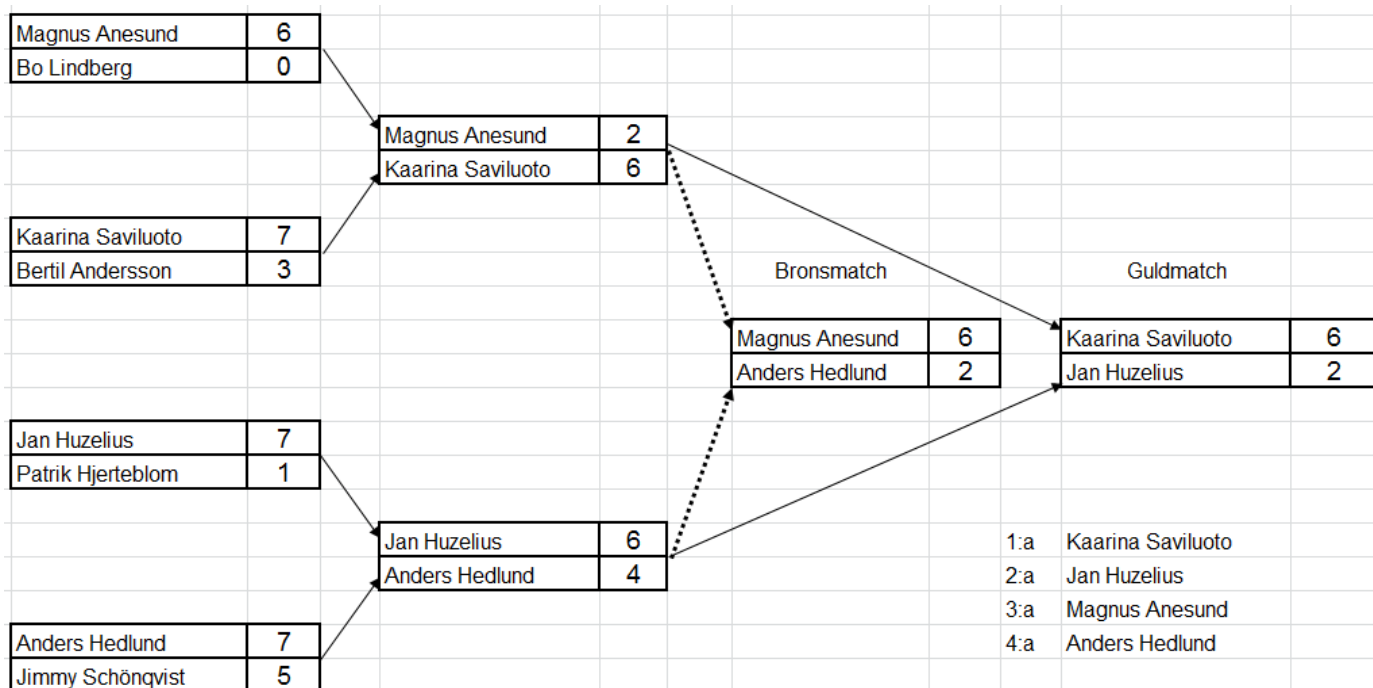 Magnus Anesund 6
Bo Lindberg 0
Magnus Anesund 2
Kaarina Saviluoto 6
Kaarina Saviluoto 7
Bertil Andersson 3
Bronsmatch Guldmatch
Magnus Anesund 6 Kaarina Saviluoto 6
Anders Hedlund 2 Jan Huzelius 2
Jan Huzelius 7
Patrik Hjerteblom 1
Jan Huzelius 6 1:a Kaarina Saviluoto
Anders Hedlund 4 2:a Jan Huzelius
3:a Magnus Anesund
Anders Hedlund 7 4:a Anders Hedlund
Jimmy Schönqvist 5